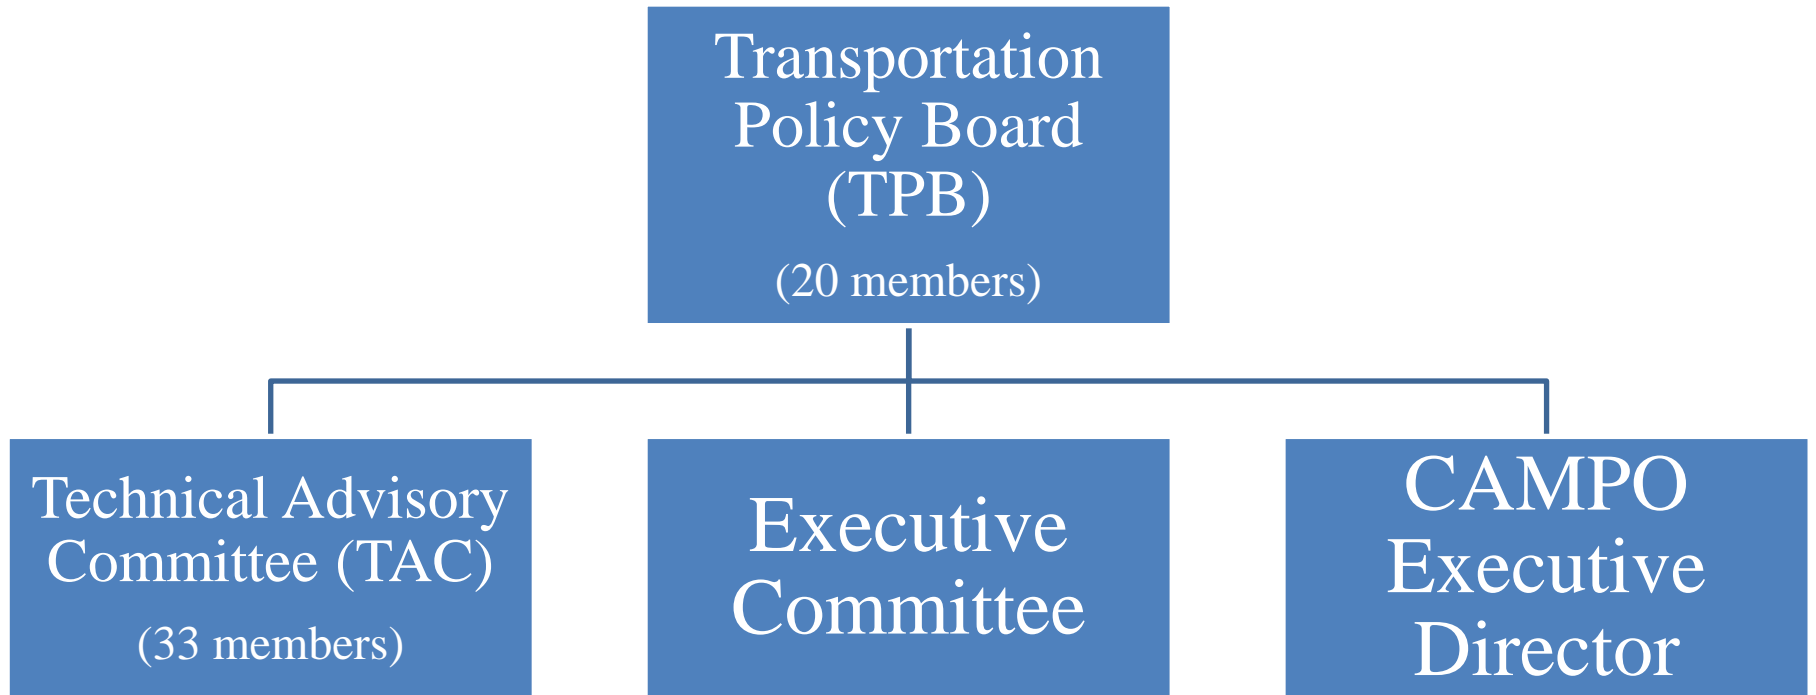 Transportation
Policy Board
(TPB)
(20 members)
Technical Advisory
Committee (TAC)
(33 members)
Executive
Committee
CAMPO
Executive
Director